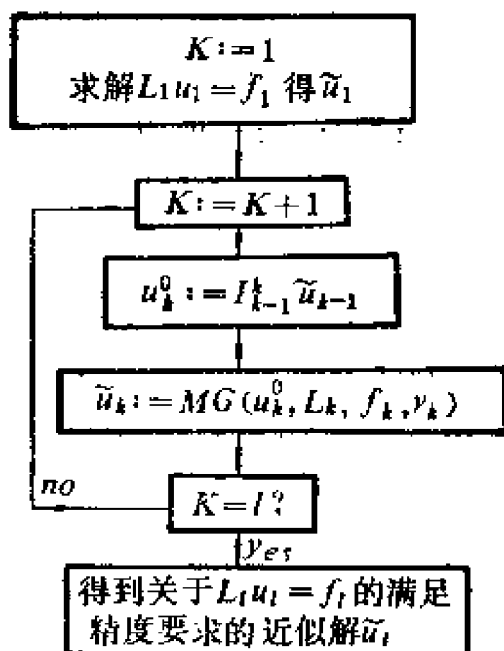 K:=1
求解L₁u₁=f₁ 得ũ₁
K:=K+1
u⁰ₖ:=Iᵏₖ₋₁ũₖ₋₁
ũₖ:=MG(u⁰ₖ, Lₖ, fₖ, νₖ)
no
K=l?
yes
得到关于Lₗuₗ=fₗ的满足
精度要求的近似解ũₗ